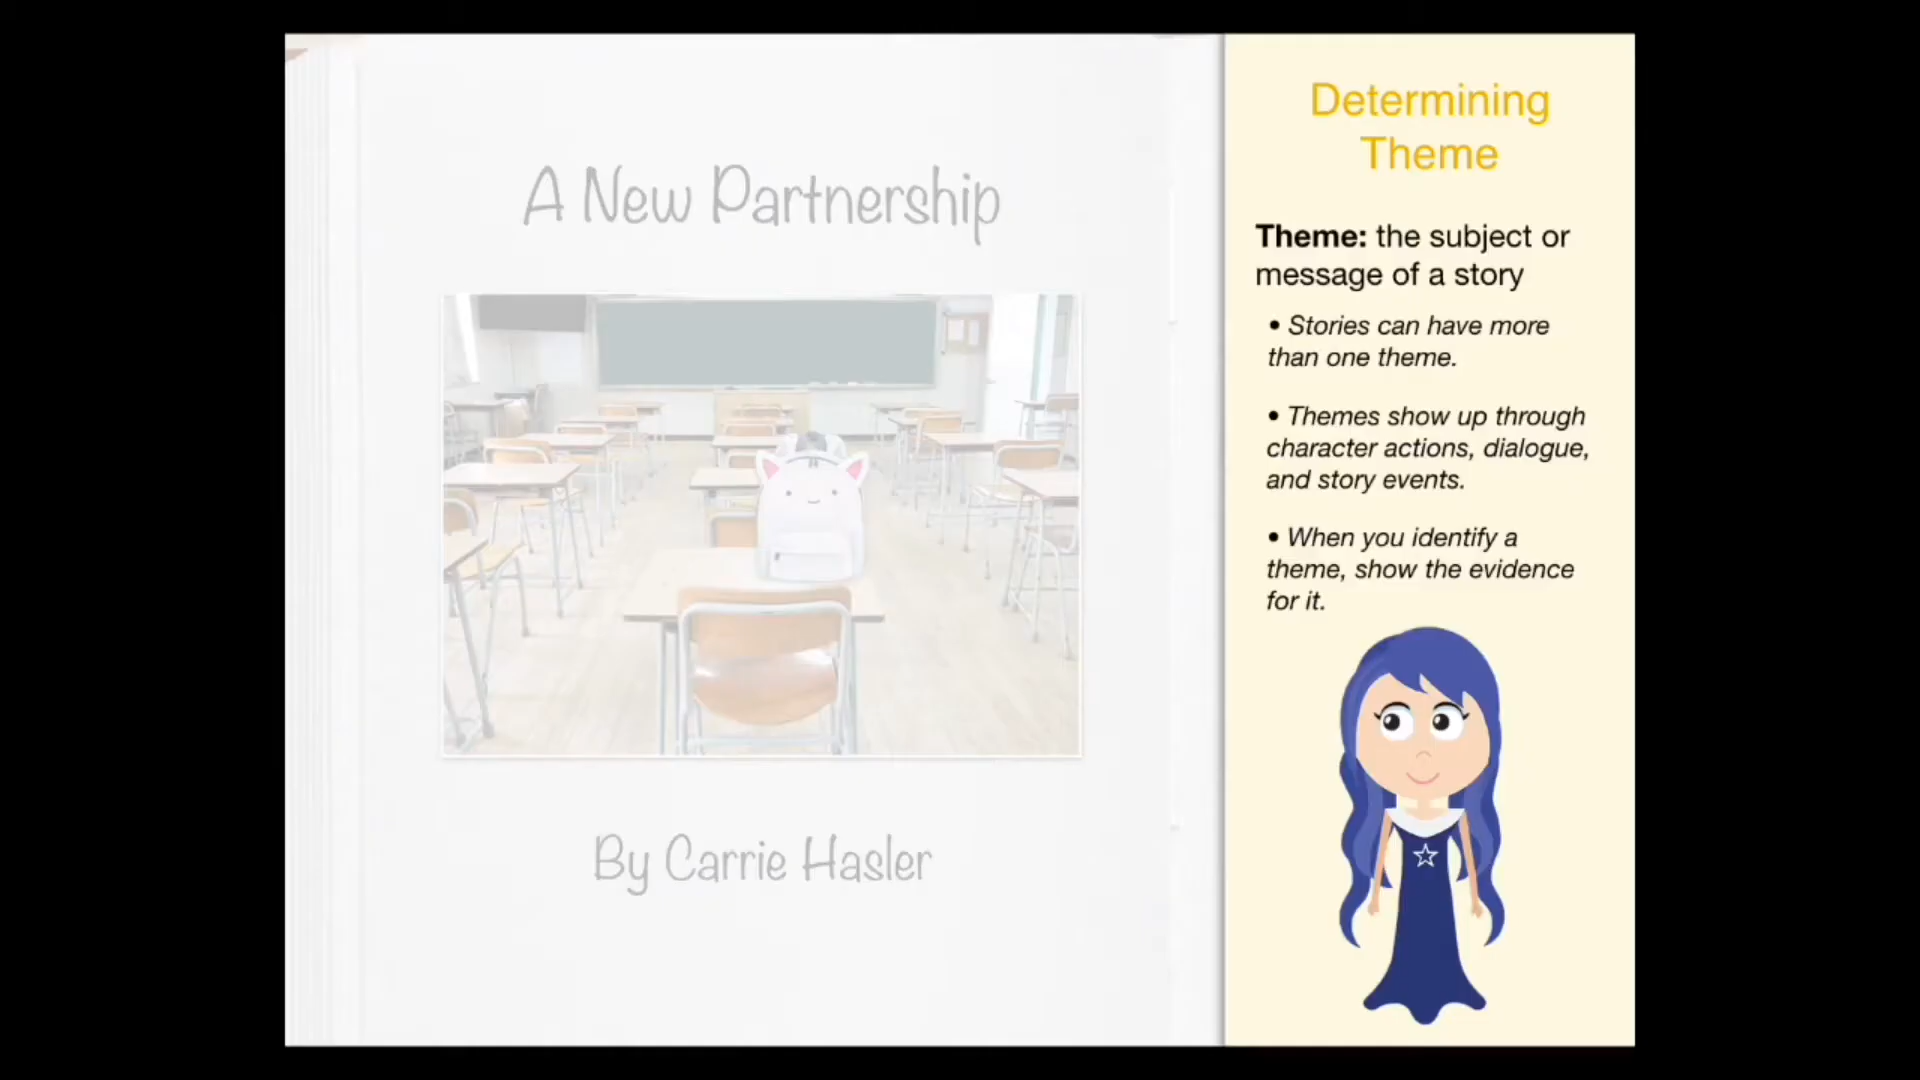 A New Partnership
By Carrie Hasler
Determining
Theme
Theme: the subject or
message of a story
• Stories can have more
than one theme.
• Themes show up through
character actions, dialogue,
and story events.
• When you identify a
theme, show the evidence
for it.